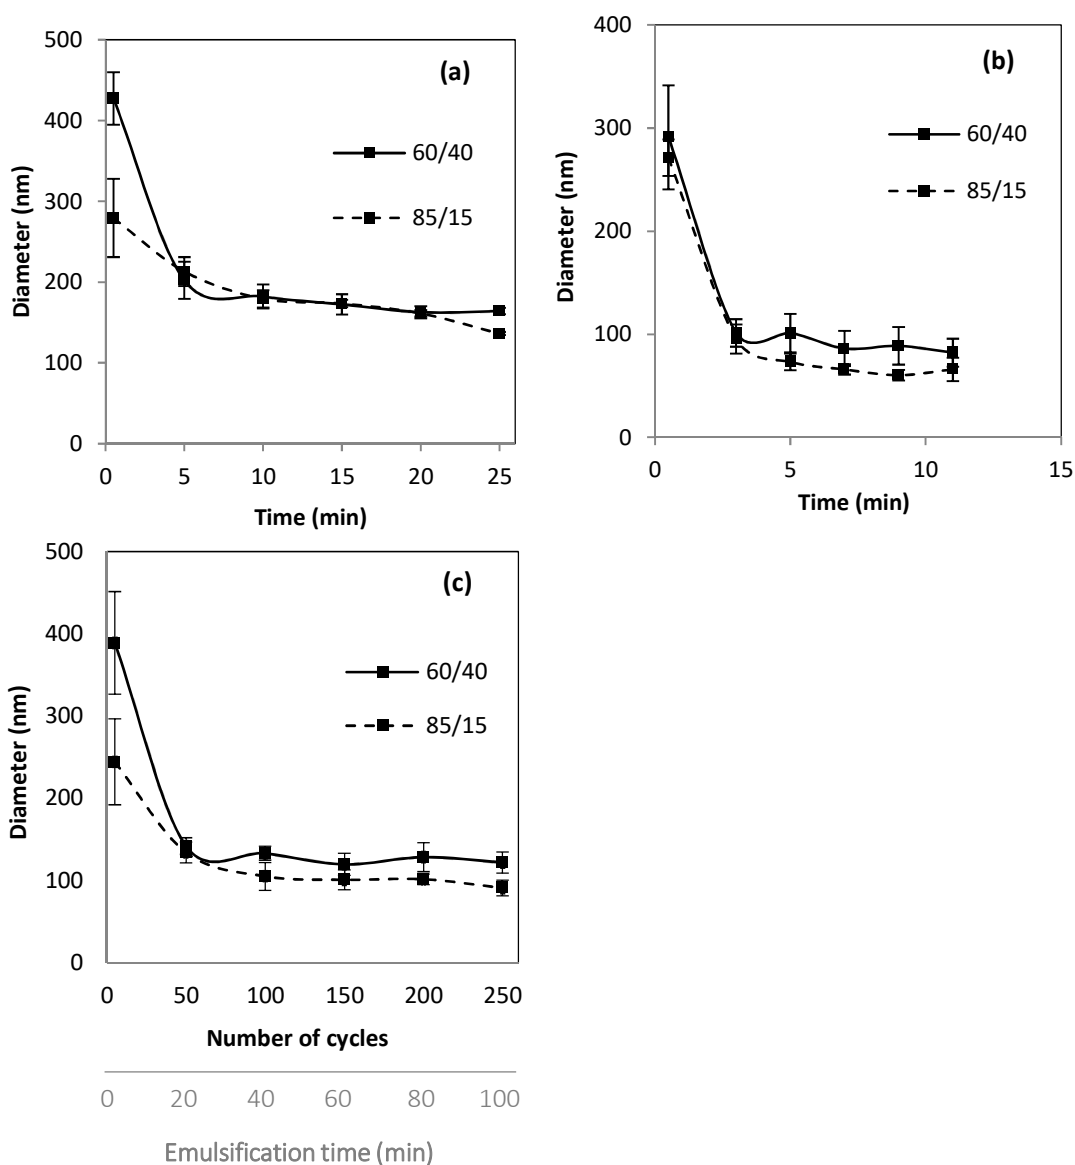 500
400
300
200
100
0
Diameter (nm)
(a)
60/40
85/15
0 5 10 15 20 25
Time (min)
400
300
200
100
0
Diameter (nm)
(b)
60/40
85/15
0 5 10 15
Time (min)
500
400
300
200
100
0
Diameter (nm)
(c)
60/40
85/15
0 50 100 150 200 250
Number of cycles
0 20 40 60 80 100
Emulsification time (min)